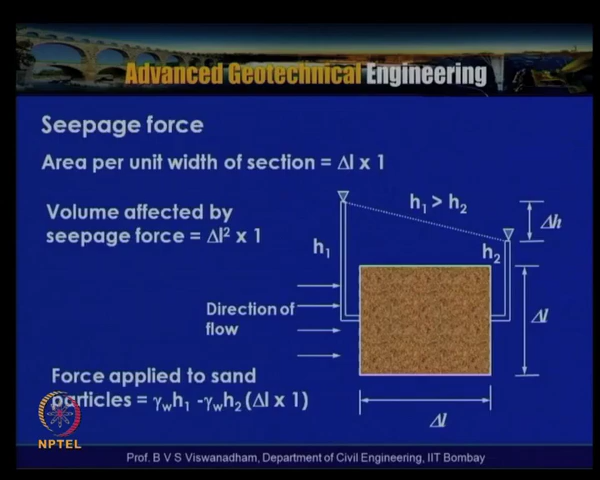 Advanced Geotechnical Engineering
Seepage force
Area per unit width of section = Δl x 1
Volume affected by
seepage force = Δl² x 1
h₁ > h₂
Δh
h₁
h₂
Direction of
flow
Δl
Force applied to sand
particles = γwh₁ -γwh₂ (Δl x 1)
Δl
NPTEL
Prof. B V S Viswanadham, Department of Civil Engineering, IIT Bombay